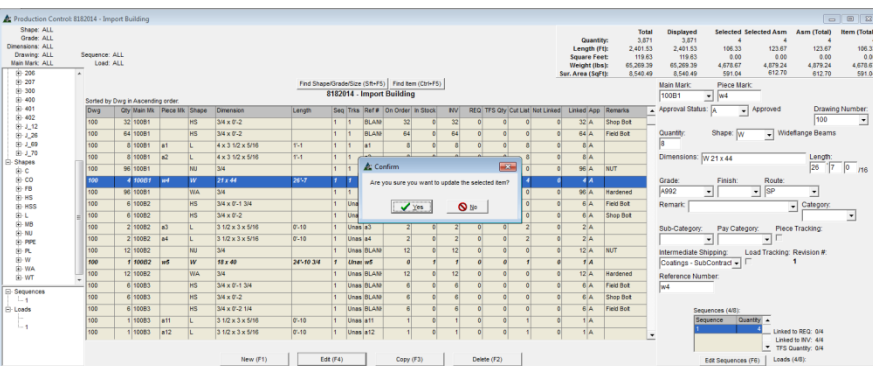 Production Control: 8182014 - Import Building
Shape: ALL
Grade: ALL
Dimensions: ALL
Drawing: ALL Sequence: ALL
Main Mark: ALL Load: ALL
Total Displayed Selected Selected Asm Asm (Total) Item (Total
Quantity: 3,871 3,871 4 4 4
Length (Ft): 2,401.53 2,401.53 106.33 123.67 123.67 106.3
Square Feet: 119.63 119.63 0.00 0.00 0.00 0.0
Weight (lbs): 65,269.39 65,269.39 4,678.67 4,879.24 4,879.24 4,678.6
Sur. Area (SqFt): 8,540.49 8,540.49 591.04 612.70 612.70 591.0
206
207
300
400
401
402
J_12
J_26
J_69
J_70
Shapes
C
CO
FB
HS
HSS
L
MB
NU
PIPE
PL
W
WA
WT
Sequences
1
Loads
1
Find Shape/Grade/Size (Sft+F5) Find Item (Ctrl+F5)
8182014 - Import Building
Sorted by Dwg in Ascending order.
Dwg Qty Main Mk Piece Mk Shape Dimension Length Seq Trks Ref # On Order In Stock INV REQ TFS Qty Cut List Not Linked Linked App Remarks
100 32 100B1 HS 3/4 x 0'-2 1 1 BLAN 32 0 32 0 0 0 0 32 A Shop Bolt
100 64 100B1 HS 3/4 x 0'-2 1 1 BLAN 64 0 64 0 0 0 0 64 A Field Bolt
100 8 100B1 a1 L 4 x 3 1/2 x 5/16 1'-1 1 1 a1 8 0 8 0 0 8 0 8 A
100 8 100B1 a2 L 4 x 3 1/2 x 5/16 1'-1
100 96 100B1 NU 3/4 96 A NUT
100 4 100B1 w4 W 21 x 44 26'-7 4 A
100 96 100B1 WA 3/4 96 A Hardened
100 6 100B2 HS 3/4 x 0'-1 3/4 6 A Field Bolt
100 6 100B2 HS 3/4 x 0'-2 6 A Shop Bolt
100 2 100B2 a3 L 3 1/2 x 3 x 5/16 0'-10 1 Unas a3 2 0 2 0 0 2 0 2 A
100 2 100B2 a4 L 3 1/2 x 3 x 5/16 0'-10 1 Unas a4 2 0 2 0 0 2 0 2 A
100 12 100B2 NU 3/4 1 Unas BLAN 12 0 12 0 0 0 0 12 A NUT
100 1 100B2 w5 W 18 x 40 24'-10 3/4 1 Unas w5 0 1 1 0 0 1 0 1 A
100 12 100B2 WA 3/4 1 Unas BLAN 12 0 12 0 0 0 0 12 A Hardened
100 6 100B3 HS 3/4 x 0'-1 3/4 1 Unas BLAN 6 0 6 0 0 0 0 6 A Field Bolt
100 6 100B3 HS 3/4 x 0'-2 1 Unas BLAN 6 0 6 0 0 0 0 6 A Shop Bolt
100 6 100B3 HS 3/4 x 0'-2 1/4 1 Unas BLAN 6 0 6 0 0 0 0 6 A Field Bolt
100 1 100B3 a11 L 3 1/2 x 3 x 5/16 0'-10 1 Unas a11 1 0 1 0 0 1 0 1 A
100 1 100B3 a12 L 3 1/2 x 3 x 5/16 0'-10 1 Unas a12 1 0 1 0 0 1 0 1 A
Confirm
Are you sure you want to update the selected item?
Yes No
New (F1) Edit (F4) Copy (F3) Delete (F2)
Main Mark: Piece Mark:
100B1 w4
Approval Status: A Approved Drawing Number:
100
Quantity: Shape: W Wideflange Beams
8
Dimensions: W 21 x 44 Length:
26 '7 0 /16
Grade: Finish: Route:
A992 SP
Remark: Category:
Sub-Category: Pay Category: Piece Tracking:
Intermediate Shipping: Load Tracking: Revision #:
Coatings - SubContract 1
Reference Number:
w4
Sequences (4/8):
Sequence Quantity
1 4
Linked to REQ: 0/4
Linked to INV: 4/4
TFS Quantity: 0/4
Edit Sequences (F6) Loads (4/8):